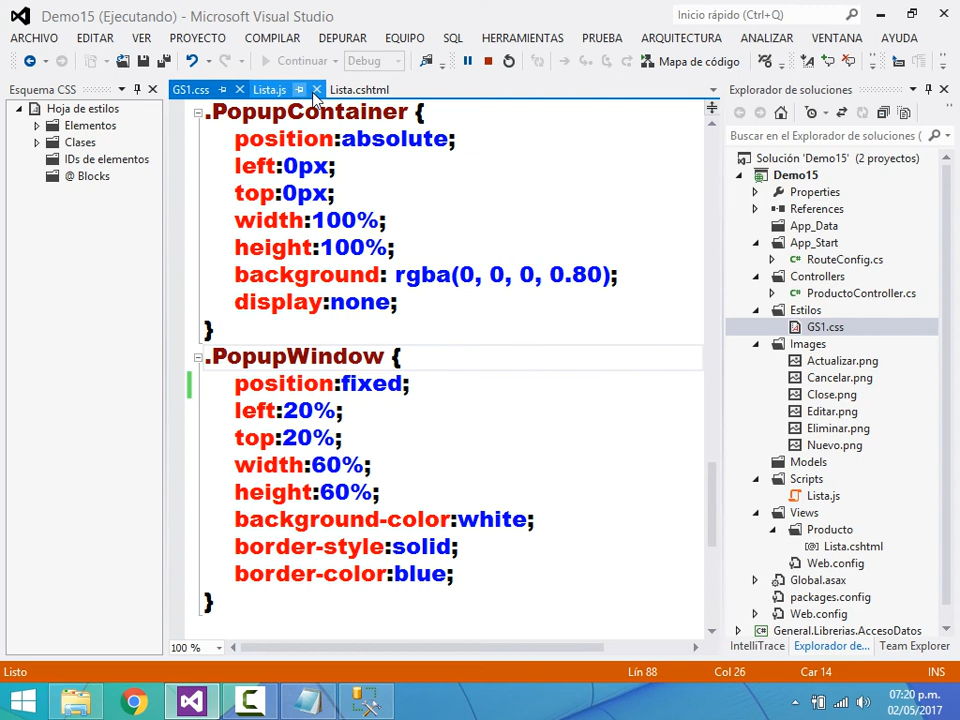 Demo15 (Ejecutando) - Microsoft Visual Studio
Inicio rápido (Ctrl+Q)
ARCHIVO EDITAR VER PROYECTO COMPILAR DEPURAR EQUIPO SQL HERRAMIENTAS PRUEBA ARQUITECTURA ANALIZAR VENTANA AYUDA
Continuar Debug Mapa de código
Esquema CSS
Hoja de estilos
Elementos
Clases
IDs de elementos
@ Blocks
GS1.css Lista.js Lista.cshtml
.PopupContainer {
position:absolute;
left:0px;
top:0px;
width:100%;
height:100%;
background: rgba(0, 0, 0, 0.80);
display:none;
}
.PopupWindow {
position:fixed;
left:20%;
top:20%;
width:60%;
height:60%;
background-color:white;
border-style:solid;
border-color:blue;
}
100 %
Explorador de soluciones
Buscar en el Explorador de soluciones (
Solución 'Demo15' (2 proyectos)
Demo15
Properties
References
App_Data
App_Start
RouteConfig.cs
Controllers
ProductoController.cs
Estilos
GS1.css
Images
Actualizar.png
Cancelar.png
Close.png
Editar.png
Eliminar.png
Nuevo.png
Models
Scripts
Lista.js
Views
Producto
Lista.cshtml
Web.config
Global.asax
packages.config
Web.config
General.Librerias.AccesoDatos
IntelliTrace Explorador de... Team Explorer
Listo Lín 88 Col 26 Car 14 INS
07:20 p.m.
02/05/2017